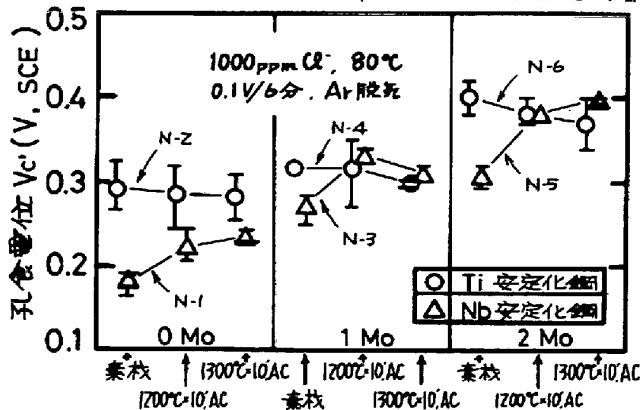 孔食電位 Vc' (V, SCE)
0.5
0.4
0.3
0.2
0.1
1000ppm Cl⁻, 80℃
0.1V/6分, Ar脱気
N-2
N-1
N-4
N-3
N-6
N-5
○ Ti 安定化鋼
△ Nb 安定化鋼
0 Mo
1 Mo
2 Mo
素材
1200℃×10',AC
1300℃×10',AC
素材
1200℃×10',AC
1300℃×10',AC
素材
1200℃×10',AC
1300℃×10',AC